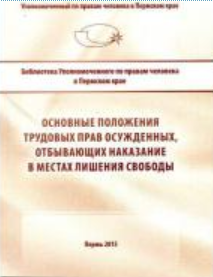 Уполномоченный по правам человека в Пермском крае
Библиотека Уполномоченного по правам человека
в Пермском крае
ОСНОВНЫЕ ПОЛОЖЕНИЯ
ТРУДОВЫХ ПРАВ ОСУЖДЕННЫХ,
ОТБЫВАЮЩИХ НАКАЗАНИЕ
В МЕСТАХ ЛИШЕНИЯ СВОБОДЫ
Пермь 2013